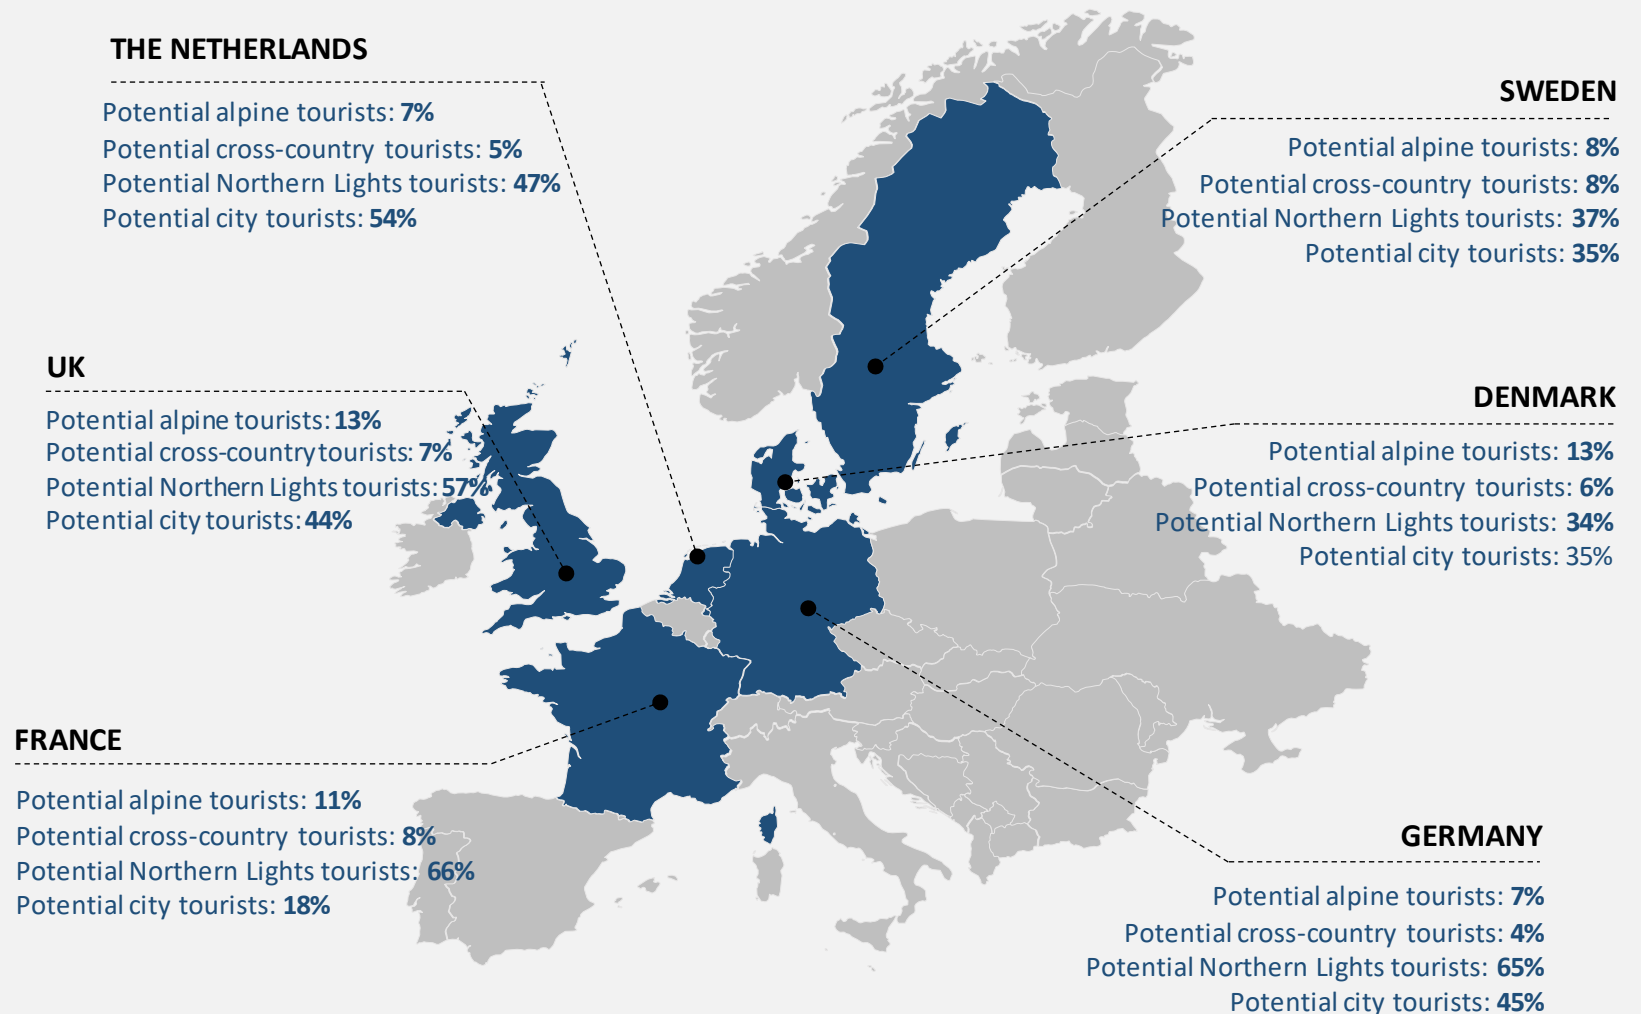 THE NETHERLANDS
Potential alpine tourists: 7%
Potential cross-country tourists: 5%
Potential Northern Lights tourists: 47%
Potential city tourists: 54%
SWEDEN
Potential alpine tourists: 8%
Potential cross-country tourists: 8%
Potential Northern Lights tourists: 37%
Potential city tourists: 35%
UK
Potential alpine tourists: 13%
Potential cross-country tourists: 7%
Potential Northern Lights tourists: 57%
Potential city tourists: 44%
DENMARK
Potential alpine tourists: 13%
Potential cross-country tourists: 6%
Potential Northern Lights tourists: 34%
Potential city tourists: 35%
FRANCE
Potential alpine tourists: 11%
Potential cross-country tourists: 8%
Potential Northern Lights tourists: 66%
Potential city tourists: 18%
GERMANY
Potential alpine tourists: 7%
Potential cross-country tourists: 4%
Potential Northern Lights tourists: 65%
Potential city tourists: 45%